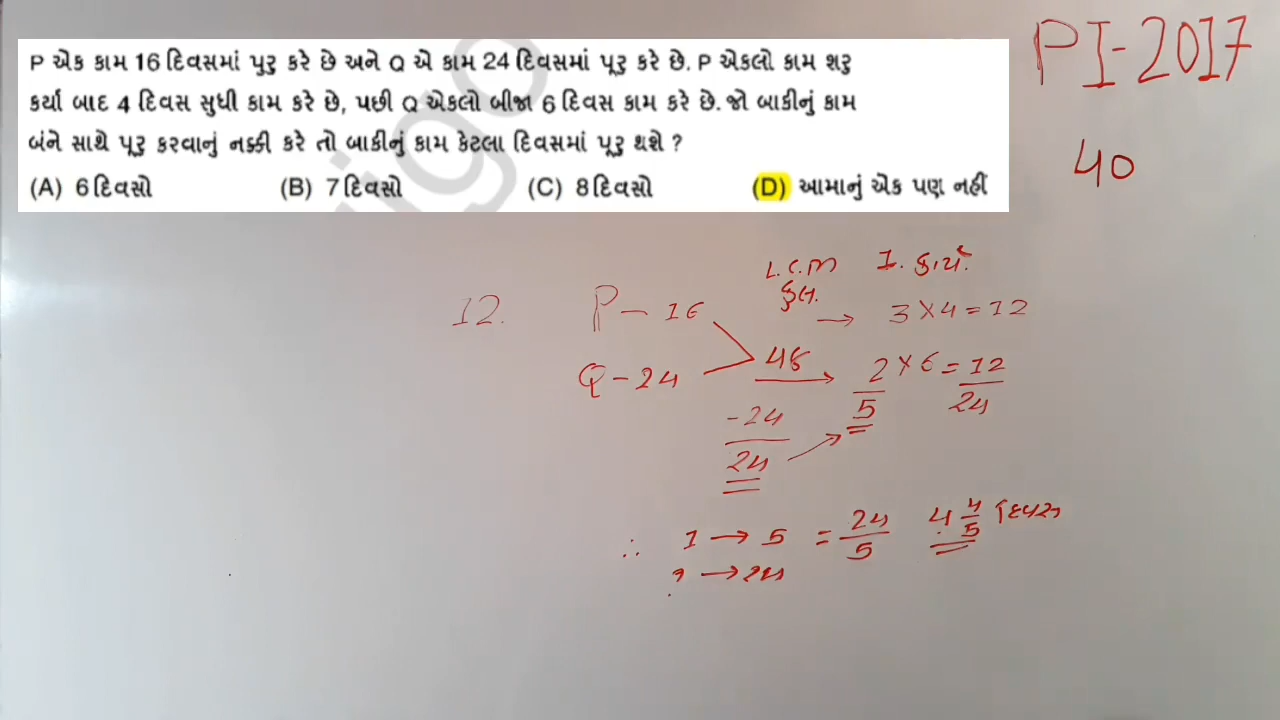 P એક કામ 16 દિવસમાં પુરુ કરે છે અને Q એ કામ 24 દિવસમાં પૂરુ કરે છે. P એકલો કામ શરુ
કર્યા બાદ 4 દિવસ સુધી કામ કરે છે, પછી Q એકલો બીજા 6 દિવસ કામ કરે છે. જો બાકીનું કામ
બંને સાથે પૂરુ કરવાનું નક્કી કરે તો બાકીનું કામ કેટલા દિવસમાં પૂરુ થશે ?
(A) 6 દિવસો (B) 7 દિવસો (C) 8 દિવસો (D) આમાનું એક પણ નહીં
PI-2017
40
L.C.M I. કાર્ય.
કુલ.
12. P - 16 → 3 × 4 = 12
Q - 24 48 → 2 × 6 = 12
-24 5 24
24
∴ 1 → 5 = 24/5 4 4/5 દિવસ
? → 24